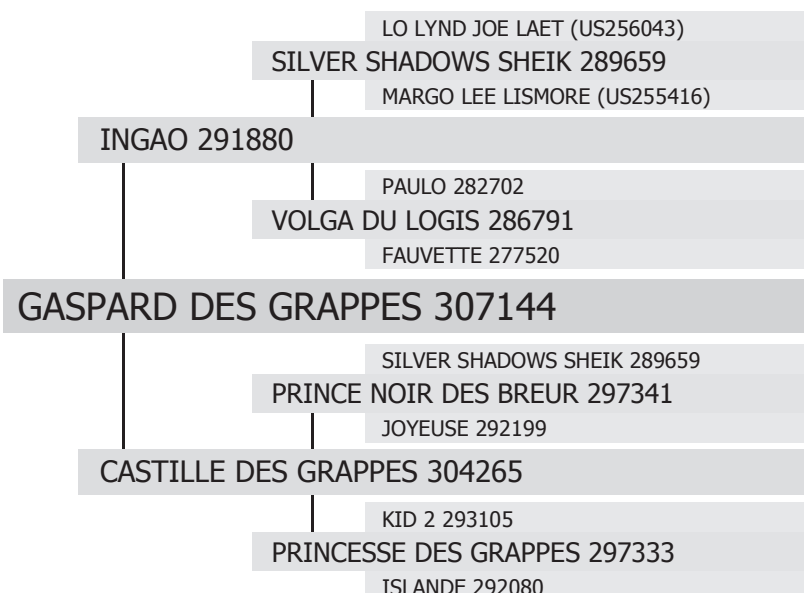 LO LYND JOE LAET (US256043)
SILVER SHADOWS SHEIK 289659
MARGO LEE LISMORE (US255416)
INGAO 291880
PAULO 282702
VOLGA DU LOGIS 286791
FAUVETTE 277520
GASPARD DES GRAPPES 307144
SILVER SHADOWS SHEIK 289659
PRINCE NOIR DES BREUR 297341
JOYEUSE 292199
CASTILLE DES GRAPPES 304265
KID 2 293105
PRINCESSE DES GRAPPES 297333
ISLANDE 292080